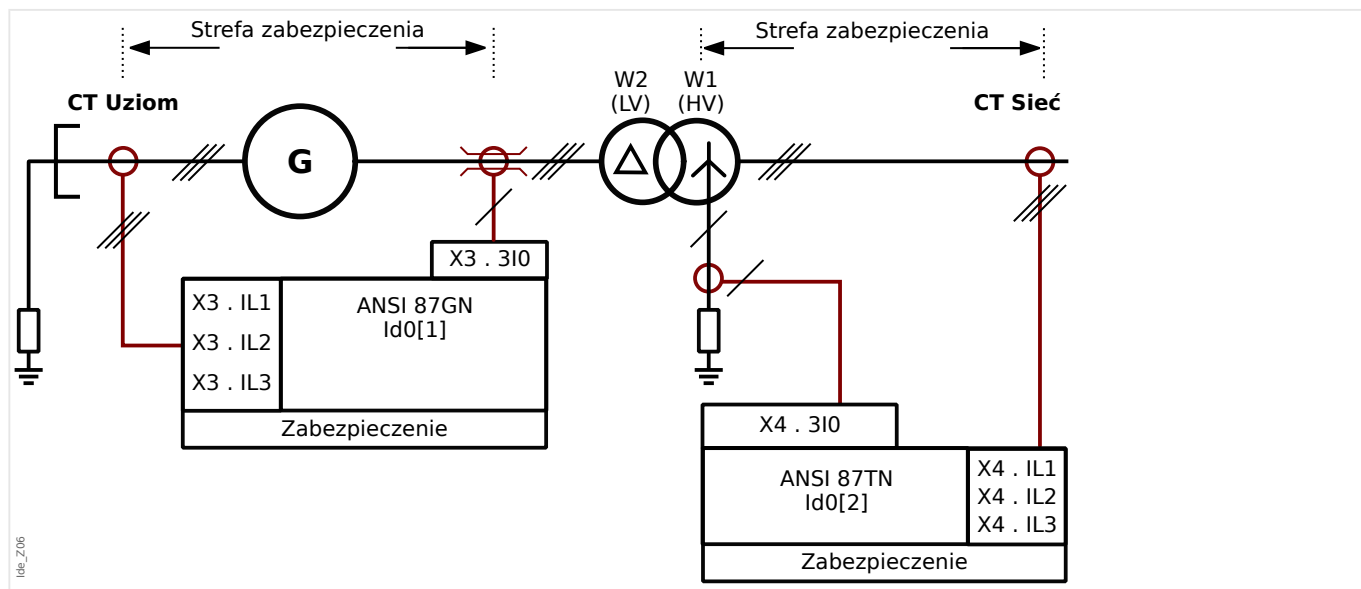 Strefa zabezpieczenia
Strefa zabezpieczenia
CT Uziom
W2
(LV)
W1
(HV)
CT Sieć
G
X3 . 3I0
X3 . IL1
X3 . IL2
X3 . IL3
ANSI 87GN
Id0[1]
Zabezpieczenie
X4 . 3I0
ANSI 87TN
Id0[2]
X4 . IL1
X4 . IL2
X4 . IL3
Zabezpieczenie
Ide_Z06